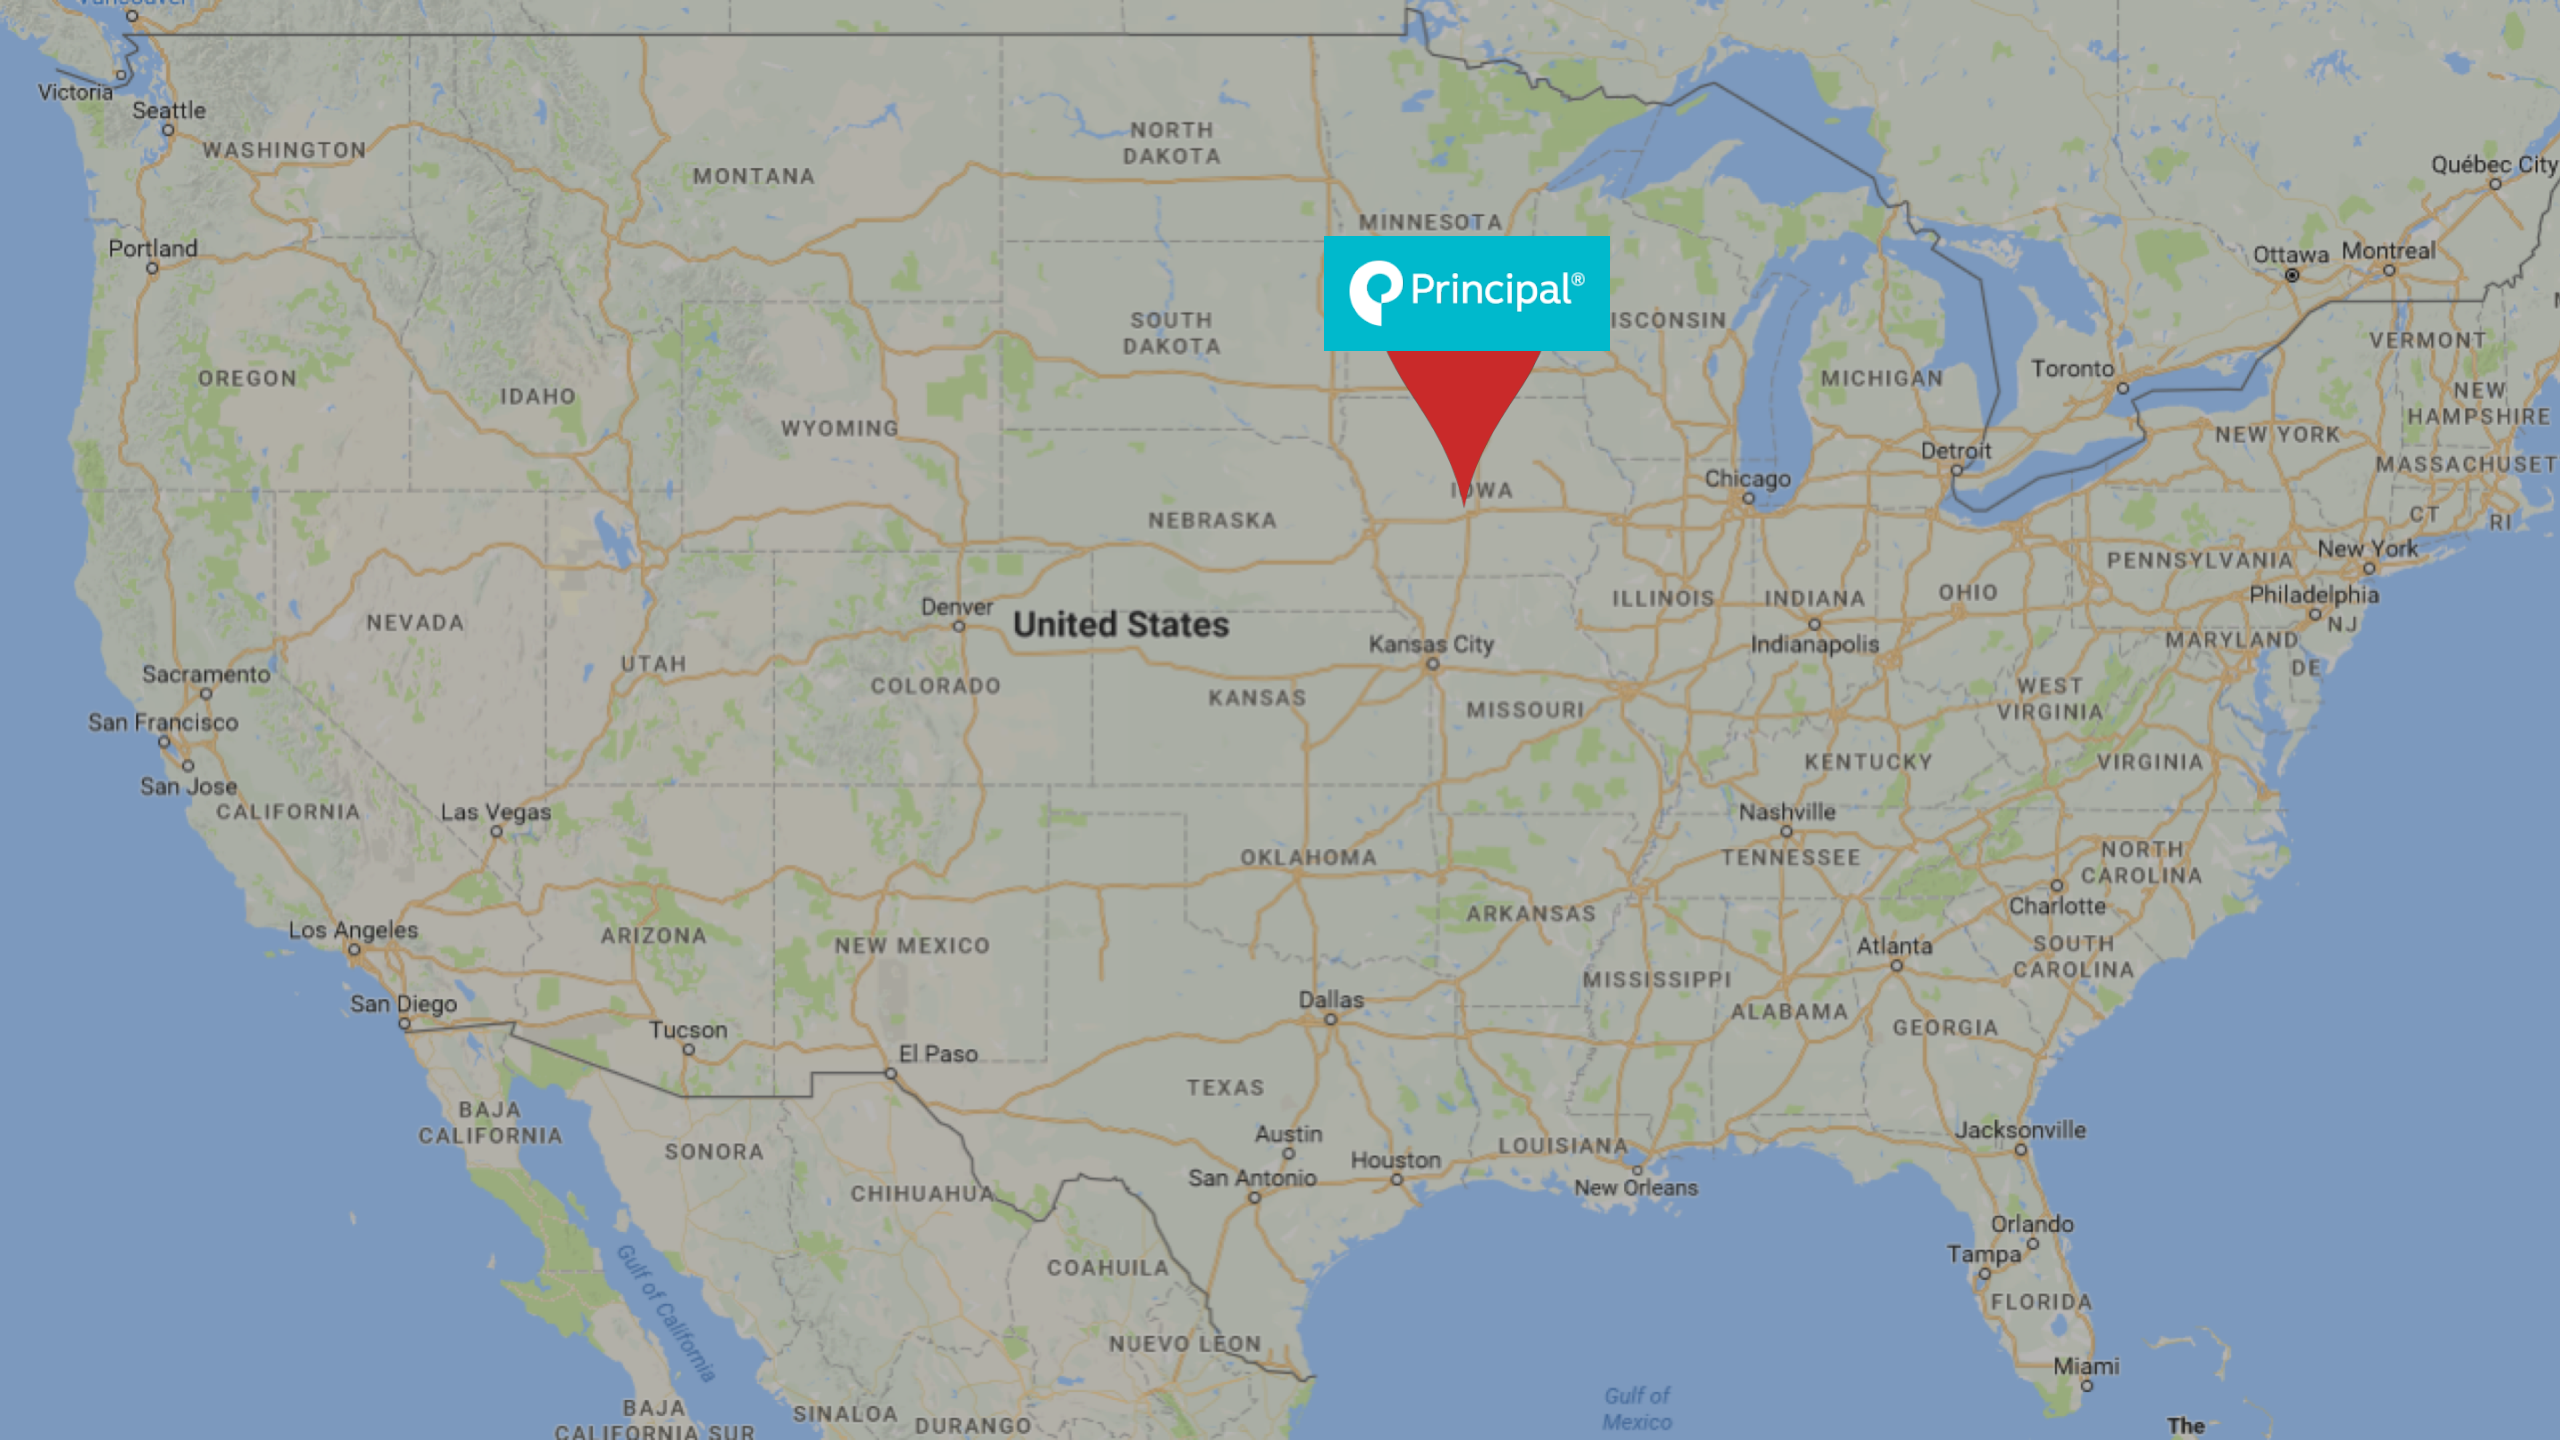 Vancouver
Victoria
Seattle
WASHINGTON
MONTANA
NORTH
DAKOTA
MINNESOTA
Québec City
Portland
Ottawa
Montreal
Principal®
SOUTH
DAKOTA
ISCONSIN
VERMONT
OREGON
IDAHO
MICHIGAN
Toronto
NEW
HAMPSHIRE
WYOMING
NEW YORK
Detroit
MASSACHUSET
Chicago
IOWA
NEBRASKA
CT
RI
PENNSYLVANIA
New York
Denver
United States
ILLINOIS
INDIANA
OHIO
Philadelphia
NJ
NEVADA
Kansas City
Indianapolis
MARYLAND
DE
UTAH
Sacramento
COLORADO
KANSAS
MISSOURI
WEST
VIRGINIA
San Francisco
San Jose
CALIFORNIA
Las Vegas
KENTUCKY
VIRGINIA
Nashville
TENNESSEE
OKLAHOMA
NORTH
CAROLINA
Charlotte
ARKANSAS
Los Angeles
ARIZONA
NEW MEXICO
Atlanta
SOUTH
CAROLINA
MISSISSIPPI
San Diego
Dallas
ALABAMA
GEORGIA
Tucson
El Paso
TEXAS
BAJA
CALIFORNIA
SONORA
Austin
San Antonio
Houston
LOUISIANA
New Orleans
Jacksonville
CHIHUAHUA
Orlando
Tampa
COAHUILA
FLORIDA
Gulf of California
NUEVO LEON
Miami
BAJA
CALIFORNIA SUR
SINALOA
DURANGO
Gulf of
Mexico
The